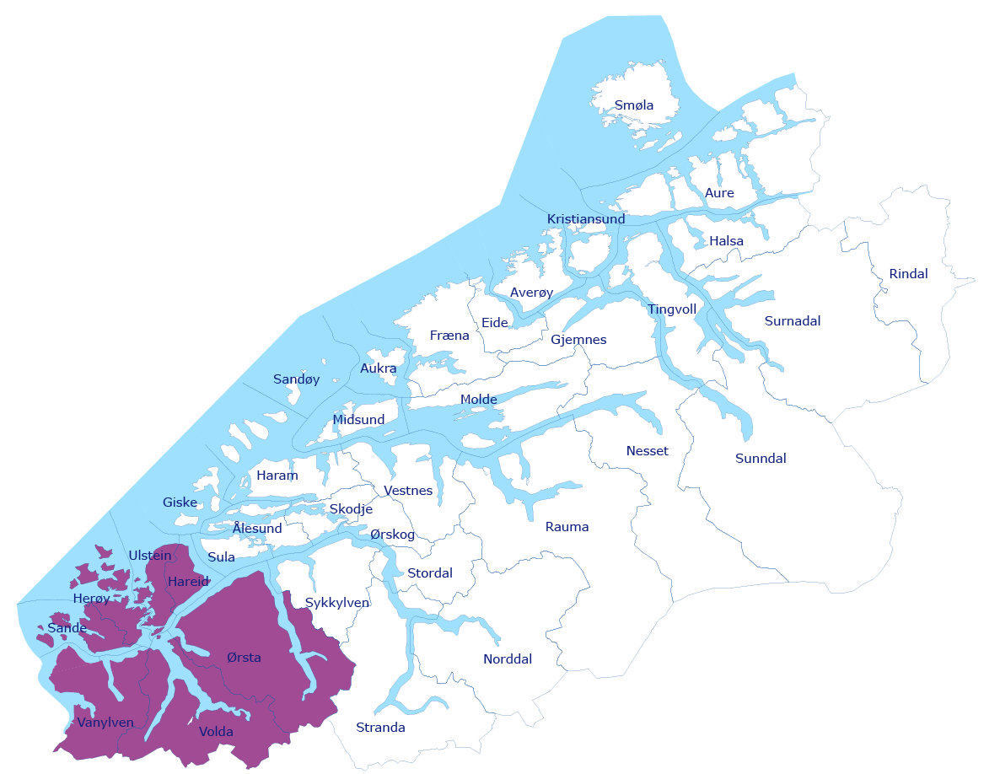 Smøla
Aure
Kristiansund
Halsa
Rindal
Averøy
Tingvoll
Eide
Surnadal
Fræna
Gjemnes
Aukra
Sandøy
Molde
Midsund
Nesset
Sunndal
Haram
Vestnes
Giske
Skodje
Rauma
Ålesund
Ørskog
Ulstein
Sula
Stordal
Hareid
Herøy
Sykkylven
Sande
Ørsta
Norddal
Vanylven
Stranda
Volda